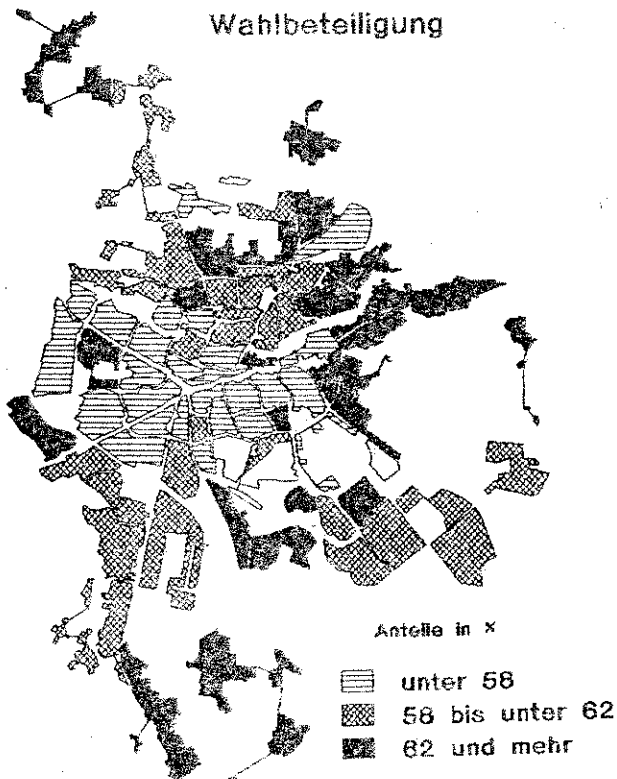 Wahlbeteiligung
Anteile in %
unter 58
58 bis unter 62
62 und mehr